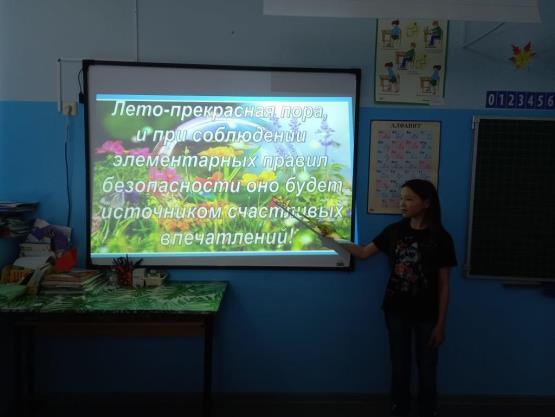 Лето-прекрасная пора,
и при соблюдении
элементарных правил
безопасности оно будет
источником счастливых
впечатлений!
АЛФАВИТ
0123456